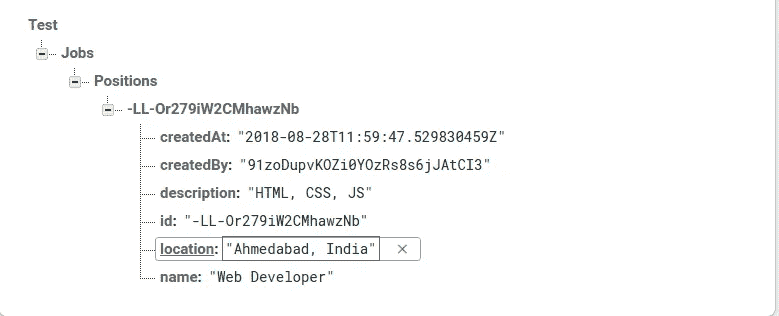 Test
Jobs
Positions
-LL-Or279iW2CMhawzNb
createdAt: "2018-08-28T11:59:47.529830459Z"
createdBy: "91zoDupvKOZi0YOzRs8s6jJAtCI3"
description: "HTML, CSS, JS"
id: "-LL-Or279iW2CMhawzNb"
location: "Ahmedabad, India"
name: "Web Developer"